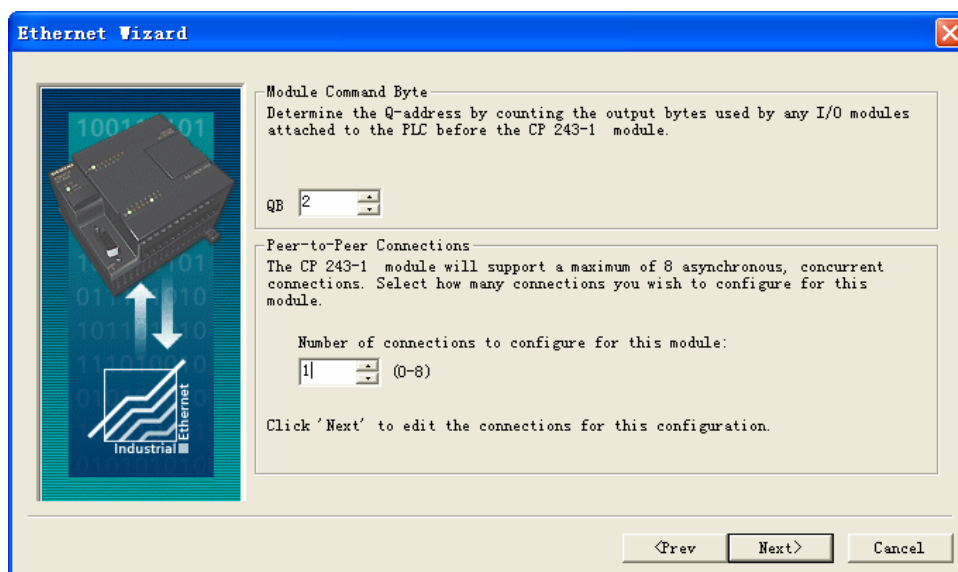 Ethernet Wizard
Module Command Byte
Determine the Q-address by counting the output bytes used by any I/O modules
attached to the PLC before the CP 243-1 module.
QB 2
Peer-to-Peer Connections
The CP 243-1 module will support a maximum of 8 asynchronous, concurrent
connections. Select how many connections you wish to configure for this
module.
Number of connections to configure for this module:
1 (0-8)
Click 'Next' to edit the connections for this configuration.
Industrial
Ethernet
<Prev Next> Cancel